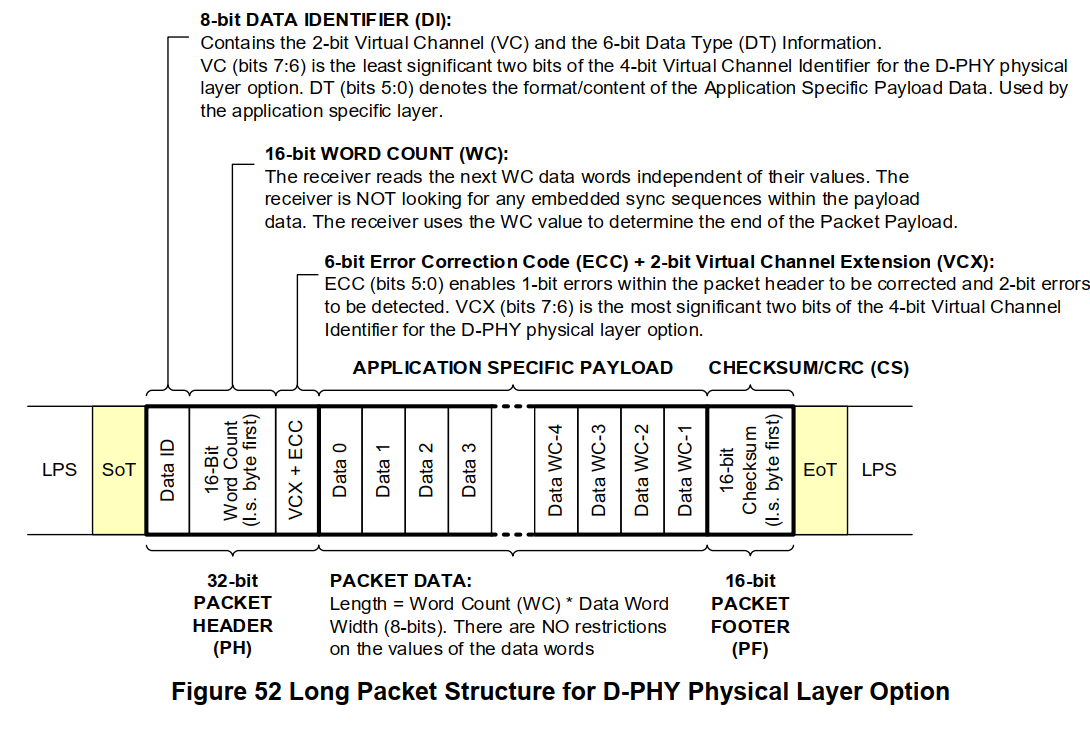 8-bit DATA IDENTIFIER (DI):
Contains the 2-bit Virtual Channel (VC) and the 6-bit Data Type (DT) Information.
VC (bits 7:6) is the least significant two bits of the 4-bit Virtual Channel Identifier for the D-PHY physical
layer option. DT (bits 5:0) denotes the format/content of the Application Specific Payload Data. Used by
the application specific layer.
16-bit WORD COUNT (WC):
The receiver reads the next WC data words independent of their values. The
receiver is NOT looking for any embedded sync sequences within the payload
data. The receiver uses the WC value to determine the end of the Packet Payload.
6-bit Error Correction Code (ECC) + 2-bit Virtual Channel Extension (VCX):
ECC (bits 5:0) enables 1-bit errors within the packet header to be corrected and 2-bit errors
to be detected. VCX (bits 7:6) is the most significant two bits of the 4-bit Virtual Channel
Identifier for the D-PHY physical layer option.
APPLICATION SPECIFIC PAYLOAD
CHECKSUM/CRC (CS)
LPS
SoT
Data ID
16-Bit
Word Count
(l.s. byte first)
VCX + ECC
Data 0
Data 1
Data 2
Data 3
Data WC-4
Data WC-3
Data WC-2
Data WC-1
16-bit
Checksum
(l.s. byte first)
EoT
LPS
32-bit
PACKET
HEADER
(PH)
PACKET DATA:
Length = Word Count (WC) * Data Word
Width (8-bits). There are NO restrictions
on the values of the data words
16-bit
PACKET
FOOTER
(PF)
Figure 52 Long Packet Structure for D-PHY Physical Layer Option